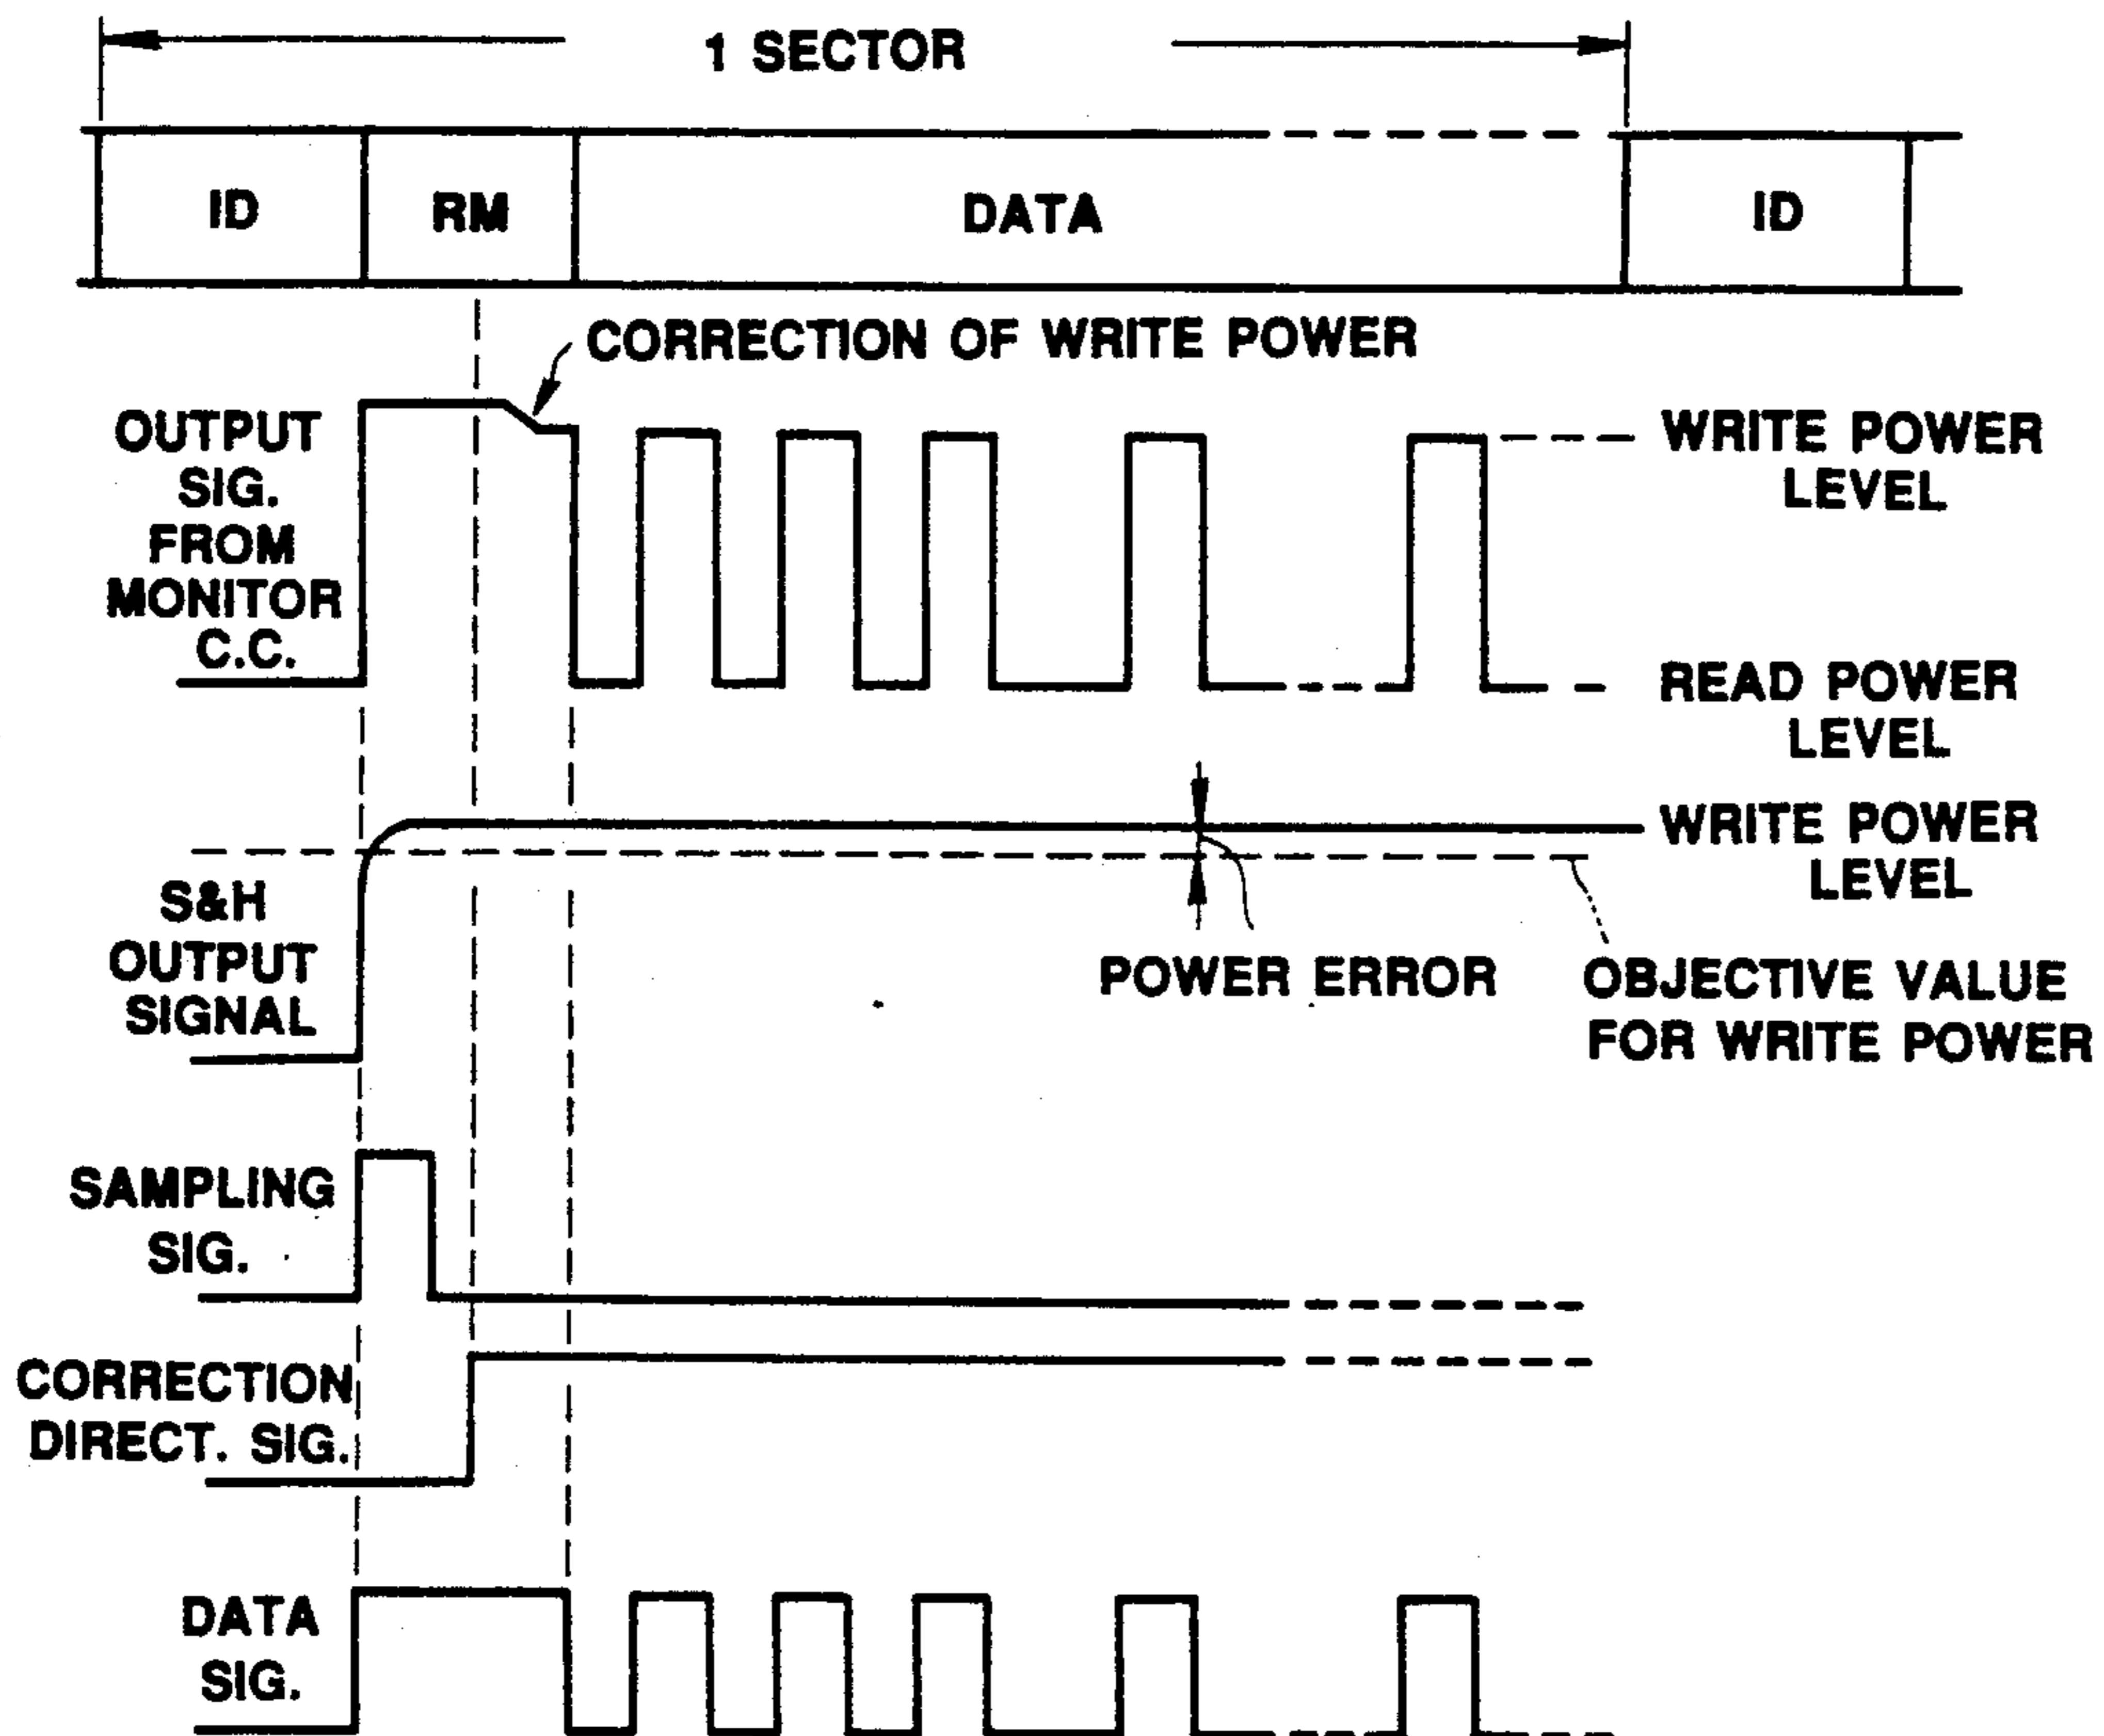 1 SECTOR
ID
RM
DATA
ID
CORRECTION OF WRITE POWER
OUTPUT
SIG.
FROM
MONITOR
C.C.
WRITE POWER
LEVEL
READ POWER
LEVEL
WRITE POWER
LEVEL
S&H
OUTPUT
SIGNAL
POWER ERROR
OBJECTIVE VALUE
FOR WRITE POWER
SAMPLING
SIG.
CORRECTION
DIRECT. SIG.
DATA
SIG.